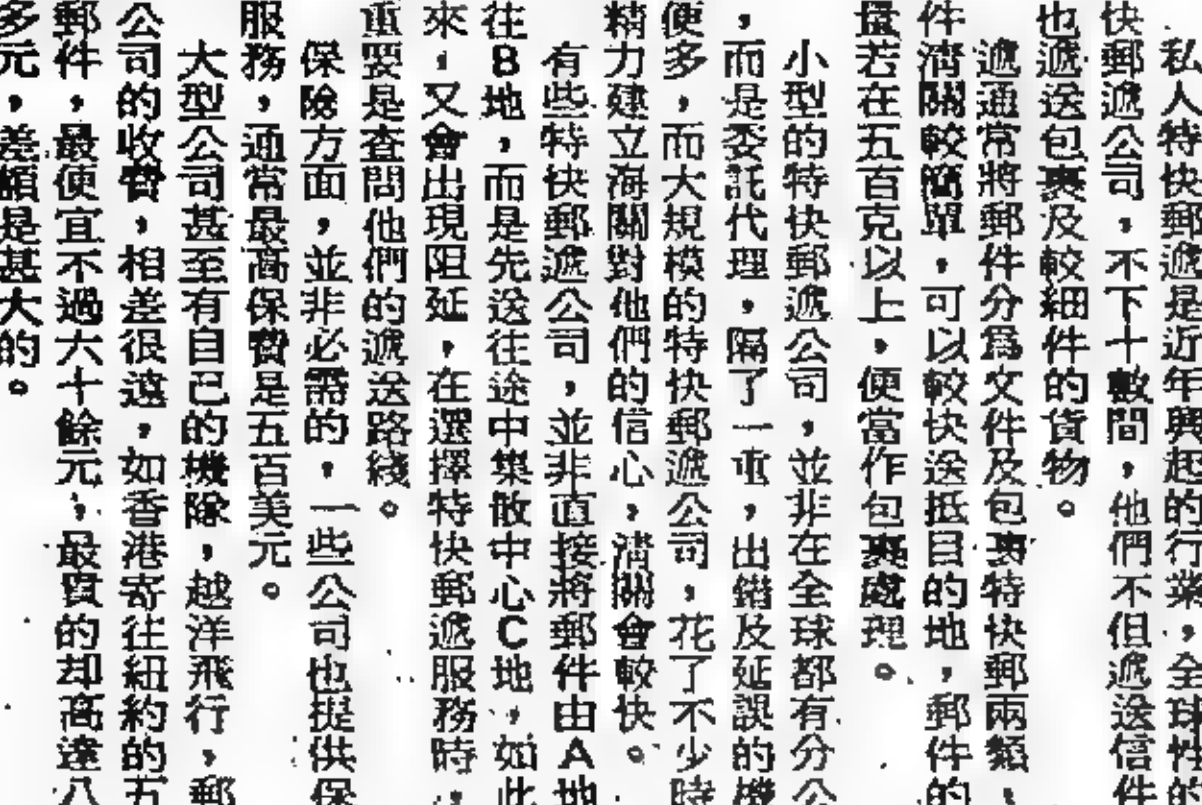 私人特快郵遞是近年興起的行業，全球性的
快郵遞公司，不下十數間，他們不但遞送信件
也遞送包裹及較細件的貨物。
遞通常將郵件分爲文件及包裹特快郵兩類，
件清關較簡單，可以較快送抵目的地，郵件的
量若在五百克以上，便當作包裹處理。
小型的特快郵遞公司，並非在全球都有分公
，而是委託代理，隔了一重，出錯及延誤的機
便多，而大規模的特快郵遞公司，花了不少時
精力建立海關對他們的信心，清關會較快。
有些特快郵遞公司，並非直接將郵件由A地
往B地，而是先送往途中集散中心C地，如此
來，又會出現阻延，在選擇特快郵遞服務時，
重要是查問他們的遞送路綫。
保險方面，並非必需的，一些公司也提供保
服務，通常最高保費是五百美元。
大型公司甚至有自己的機隊，越洋飛行，郵
公司的收費，相差很遠，如香港寄往紐約的五
郵件，最便宜不過六十餘元，最貴的却高達八
多元，差額是甚大的。